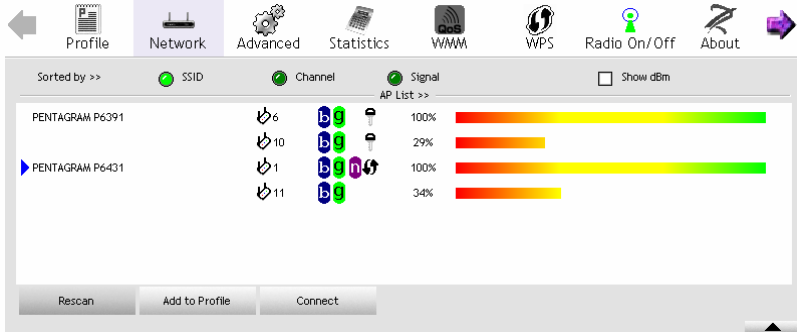 Profile Network Advanced Statistics QoS WMM WPS Radio On/Off About
Sorted by >> SSID Channel Signal Show dBm
AP List >>
PENTAGRAM P6391 6 b g 100%
10 b g 29%
PENTAGRAM P6431 1 b g n 100%
11 b g 34%
Rescan Add to Profile Connect